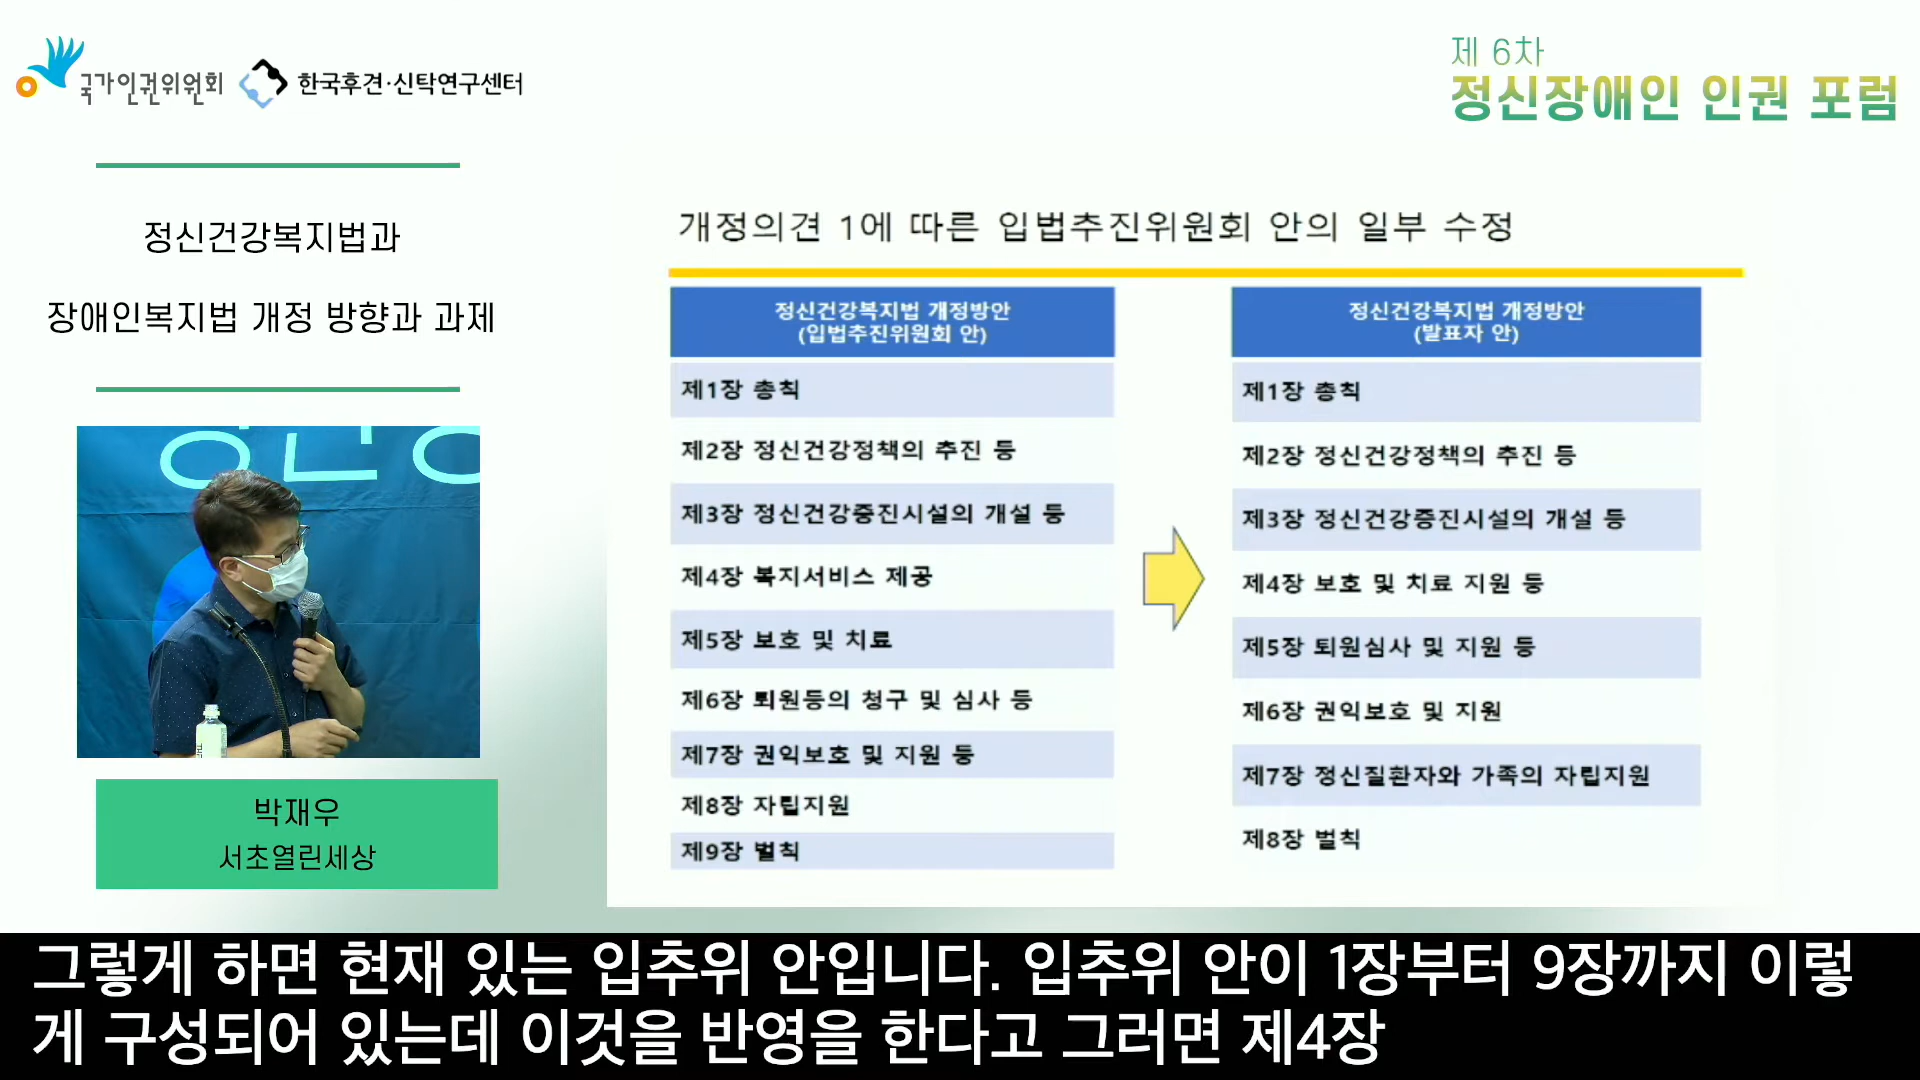 국가인권위원회
한국후견·신탁연구센터
제 6차
정신장애인 인권 포럼
정신건강복지법과
장애인복지법 개정 방향과 과제
박재우
서초열린세상
개정의견 1에 따른 입법추진위원회 안의 일부 수정
정신건강복지법 개정방안
(입법추진위원회 안)
제1장 총칙
제2장 정신건강정책의 추진 등
제3장 정신건강증진시설의 개설 등
제4장 복지서비스 제공
제5장 보호 및 치료
제6장 퇴원등의 청구 및 심사 등
제7장 권익보호 및 지원 등
제8장 자립지원
제9장 벌칙
정신건강복지법 개정방안
(발표자 안)
제1장 총칙
제2장 정신건강정책의 추진 등
제3장 정신건강증진시설의 개설 등
제4장 보호 및 치료 지원 등
제5장 퇴원심사 및 지원 등
제6장 권익보호 및 지원
제7장 정신질환자와 가족의 자립지원
제8장 벌칙
그렇게 하면 현재 있는 입추위 안입니다. 입추위 안이 1장부터 9장까지 이렇
게 구성되어 있는데 이것을 반영을 한다고 그러면 제4장